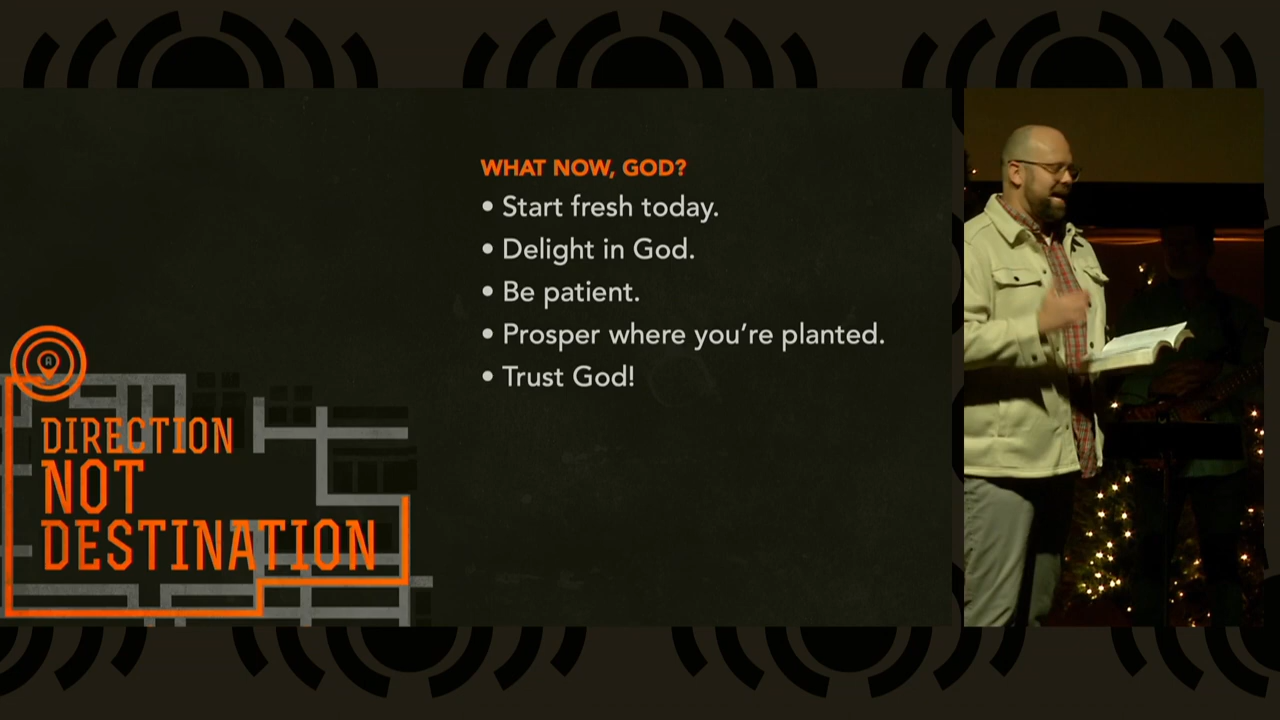 WHAT NOW, GOD?
• Start fresh today.
• Delight in God.
• Be patient.
• Prosper where you're planted.
• Trust God!
A
DIRECTION
NOT
DESTINATION